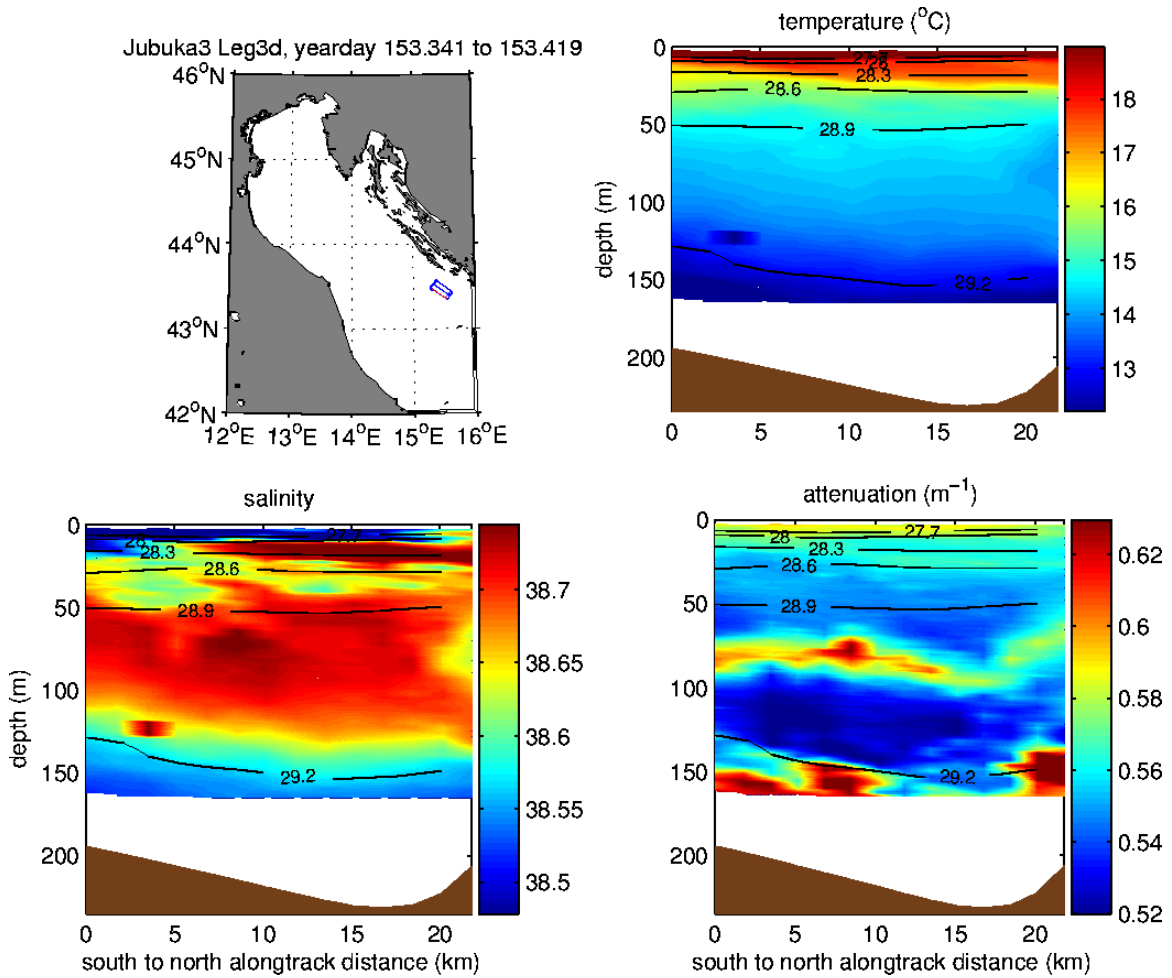 Jubuka3 Leg3d, yearday 153.341 to 153.419
46°N
45°N
44°N
43°N
42°N
12°E 13°E 14°E 15°E 16°E
temperature (°C)
0
50
100
150
200
depth (m)
27.7
28
28.3
28.6
28.9
29.2
0 5 10 15 20
18
17
16
15
14
13
salinity
0
50
100
150
200
depth (m)
27.7
28
28.3
28.6
28.9
29.2
0 5 10 15 20
south to north alongtrack distance (km)
38.7
38.65
38.6
38.55
38.5
attenuation (m⁻¹)
0
50
100
150
200
27.7
28
28.3
28.6
28.9
29.2
0 5 10 15 20
south to north alongtrack distance (km)
0.62
0.6
0.58
0.56
0.54
0.52